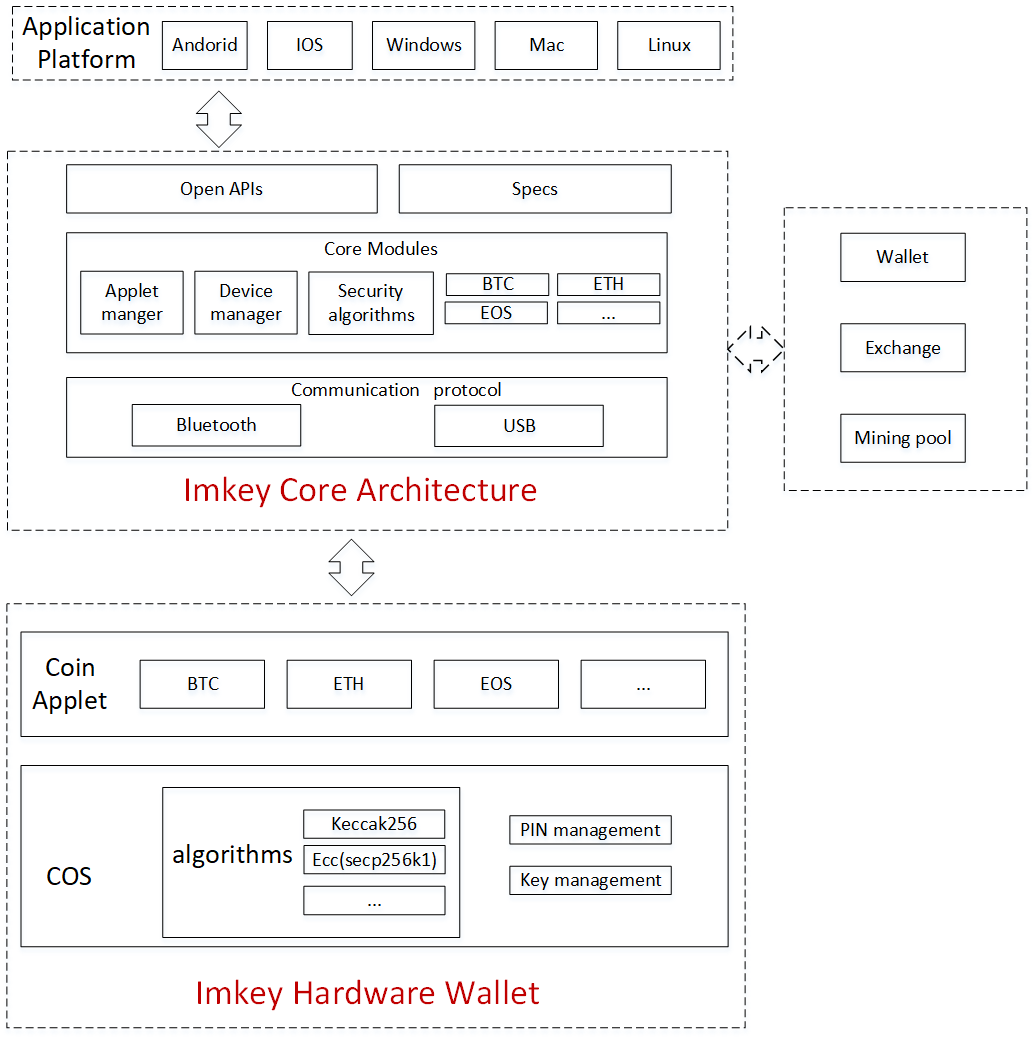 Application
Platform
Andorid
IOS
Windows
Mac
Linux
Open APIs
Specs
Core Modules
Applet
manger
Device
manager
Security
algorithms
BTC
ETH
EOS
...
Communication protocol
Bluetooth
USB
Imkey Core Architecture
Wallet
Exchange
Mining pool
Coin
Applet
BTC
ETH
EOS
...
COS
algorithms
Keccak256
Ecc(secp256k1)
...
PIN management
Key management
Imkey Hardware Wallet